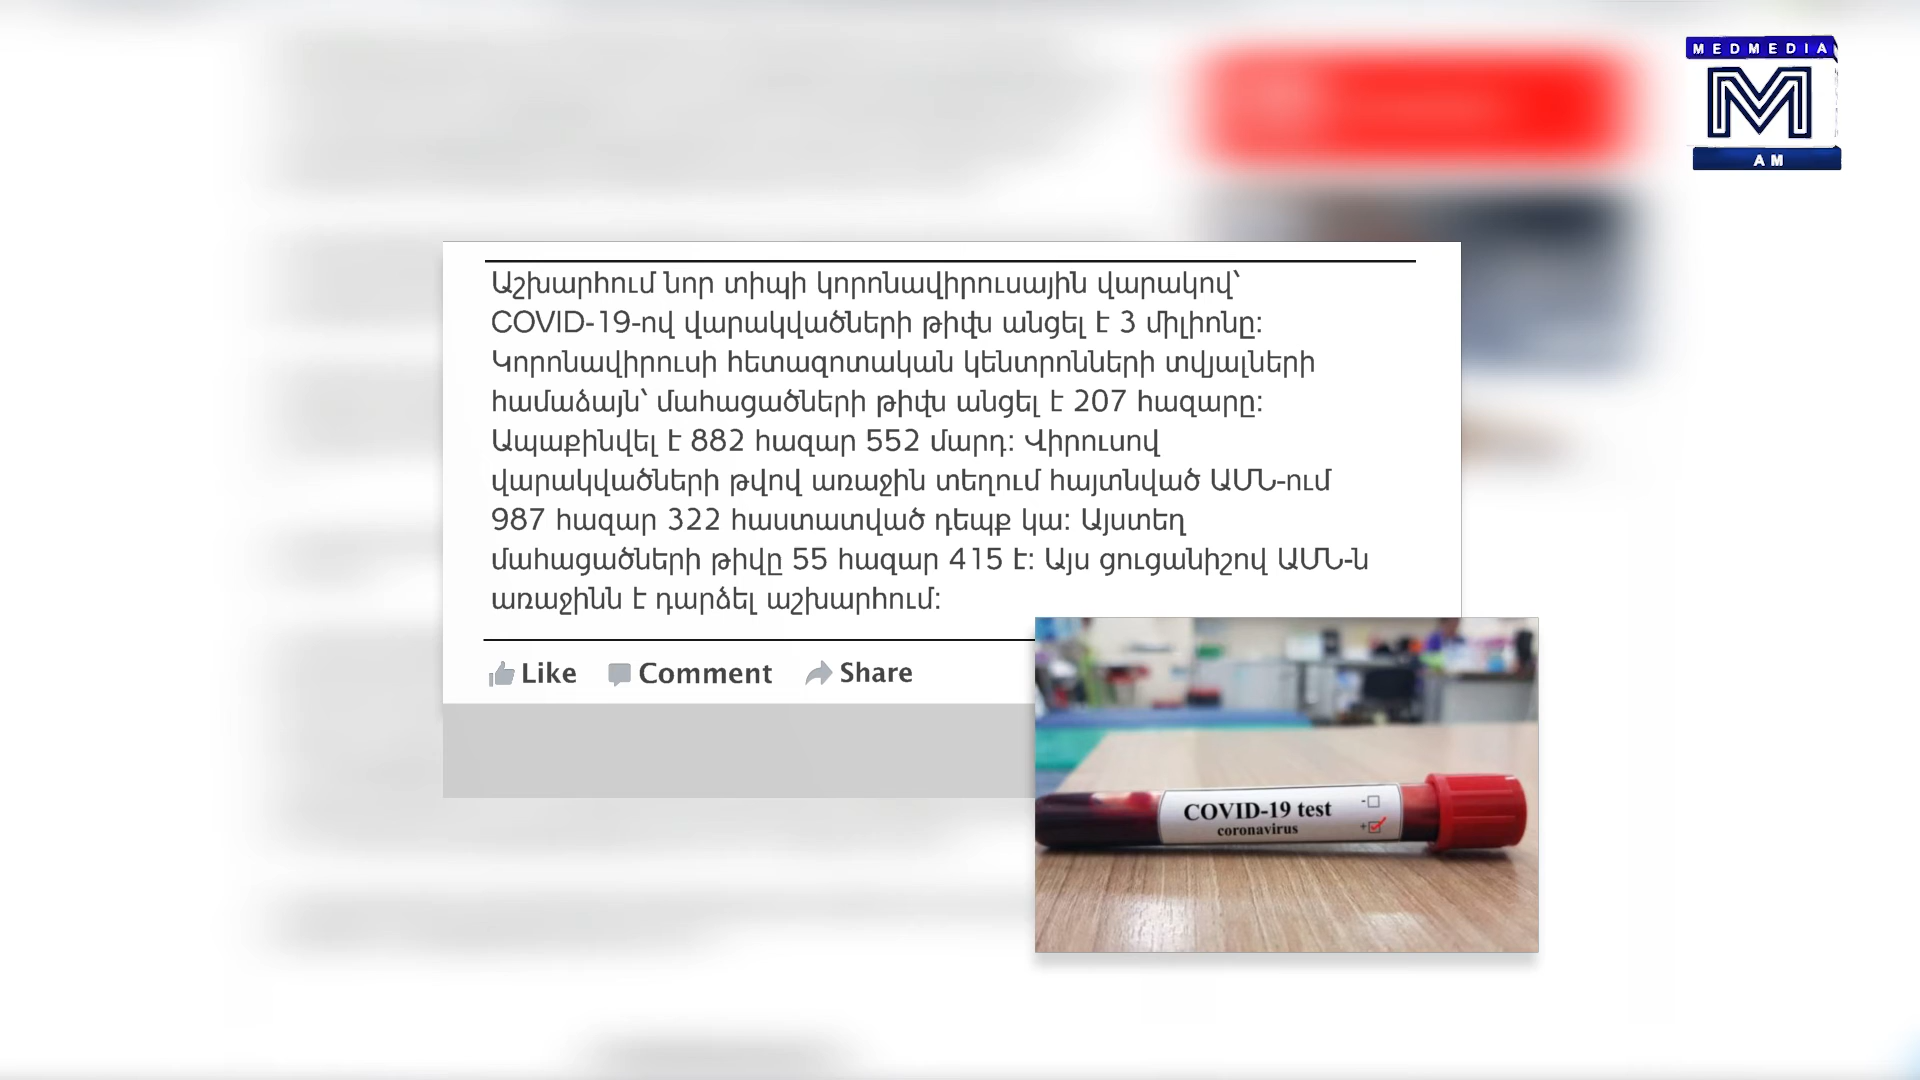 MEDMEDIA
M
AM
Աշխարհում նոր տիպի կորոնավիրուսային վարակով՝
COVID-19-ով վարակվածների թիվս անցել է 3 միլիոնը:
Կորոնավիրուսի հետազոտական կենտրոնների տվյալների
համաձայն՝ մահացածների թիվս անցել է 207 հազարը:
Ապաքինվել է 882 հազար 552 մարդ: Վիրուսով
վարակվածների թվով առաջին տեղում հայտնված ԱՄՆ-ում
987 հազար 322 հաստատված դեպք կա: Այստեղ
մահացածների թիվը 55 հազար 415 է: Այս ցուցանիշով ԱՄՆ-ն
առաջինն է դարձել աշխարհում:
Like Comment Share
COVID-19 test
coronavirus
-
+